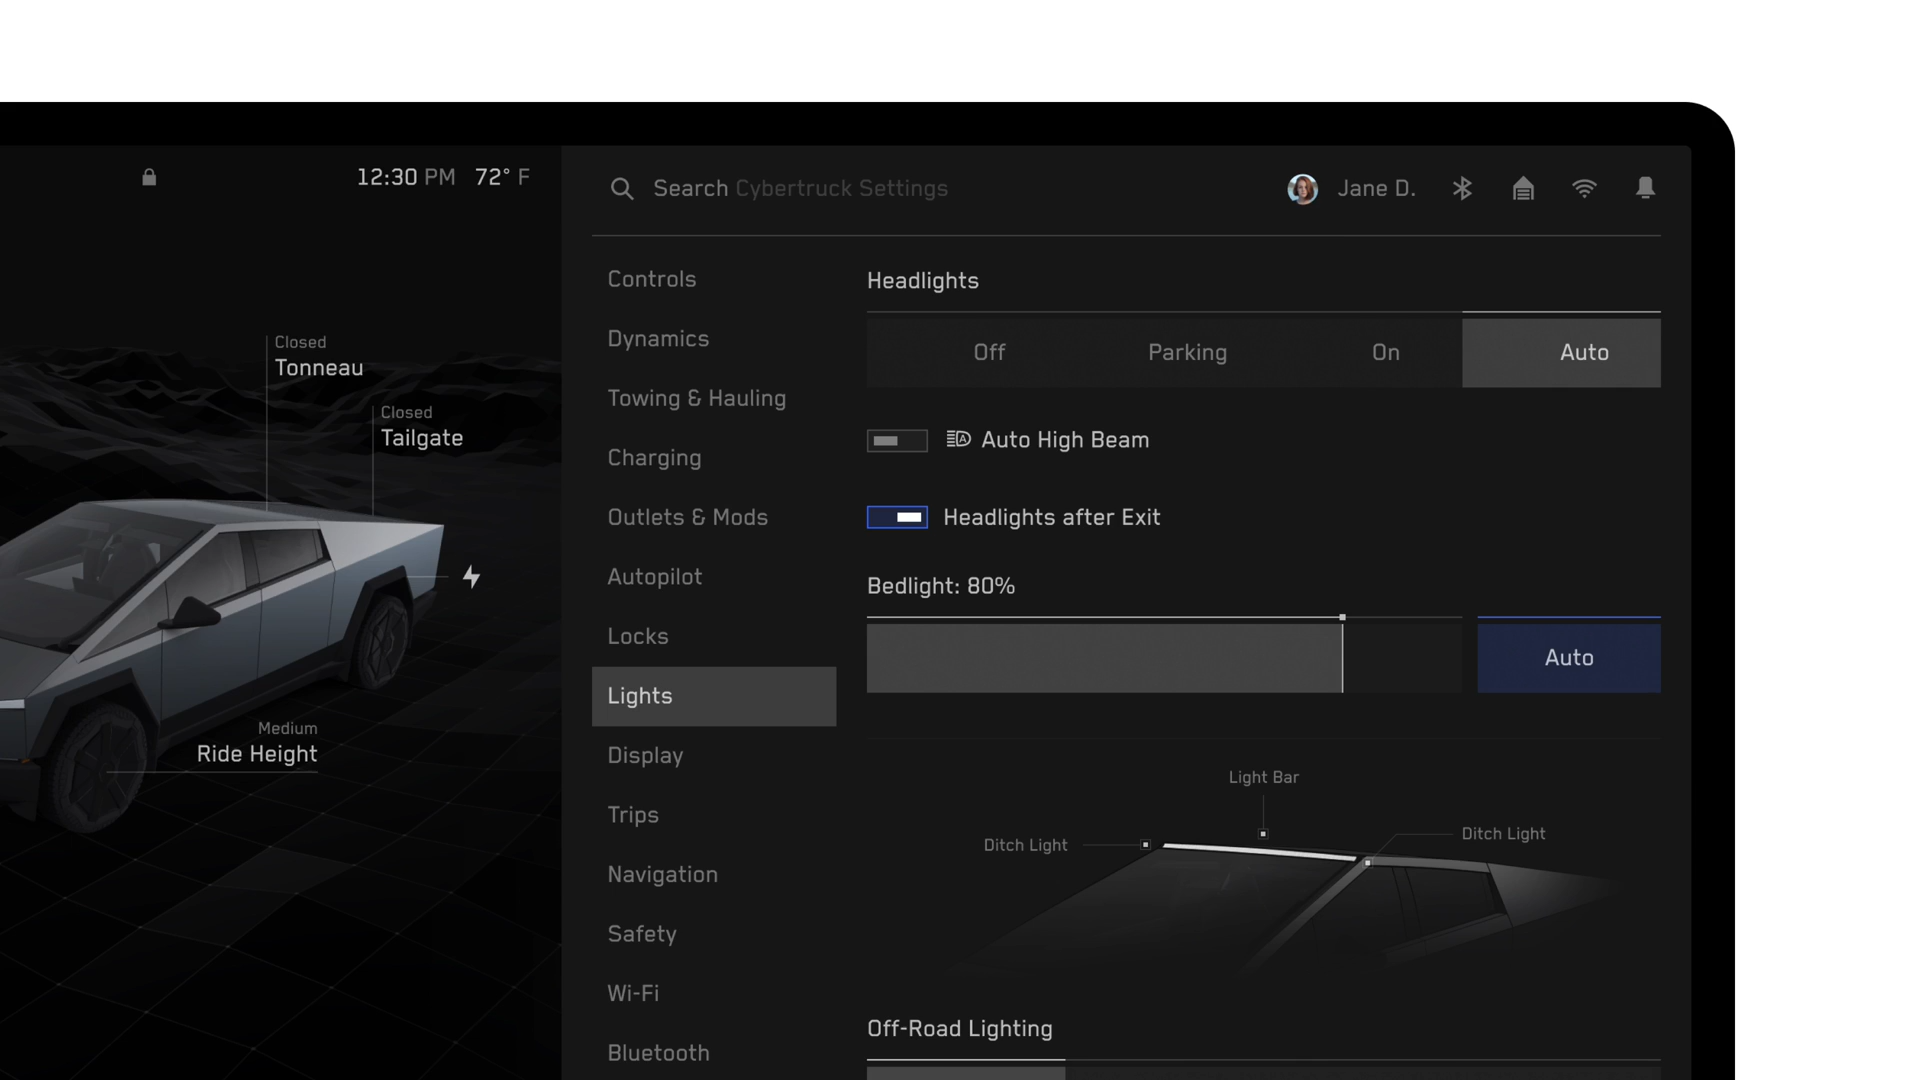 12:30 PM 72° F
Search Cybertruck Settings
Jane D.
Closed
Tonneau
Closed
Tailgate
Medium
Ride Height
Controls
Dynamics
Towing & Hauling
Charging
Outlets & Mods
Autopilot
Locks
Lights
Display
Trips
Navigation
Safety
Wi-Fi
Bluetooth
Headlights
Off Parking On Auto
Auto High Beam
Headlights after Exit
Bedlight: 80%
Auto
Light Bar
Ditch Light
Ditch Light
Off-Road Lighting